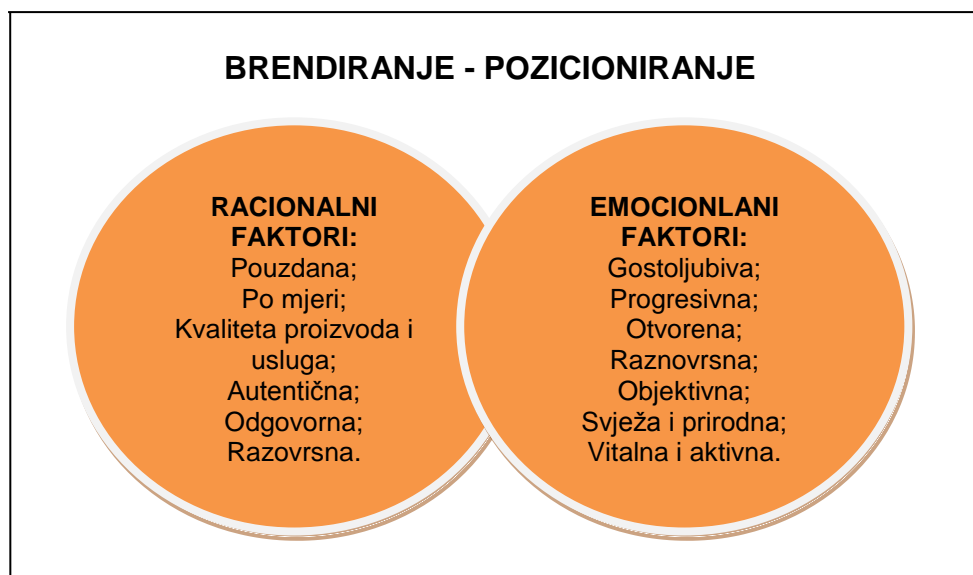 BRENDIRANJE - POZICIONIRANJE
RACIONALNI
FAKTORI:
Pouzdana;
Po mjeri;
Kvaliteta proizvoda i
usluga;
Autentična;
Odgovorna;
Razovrsna.
EMOCIONLANI
FAKTORI:
Gostoljubiva;
Progresivna;
Otvorena;
Raznovrsna;
Objektivna;
Svježa i prirodna;
Vitalna i aktivna.